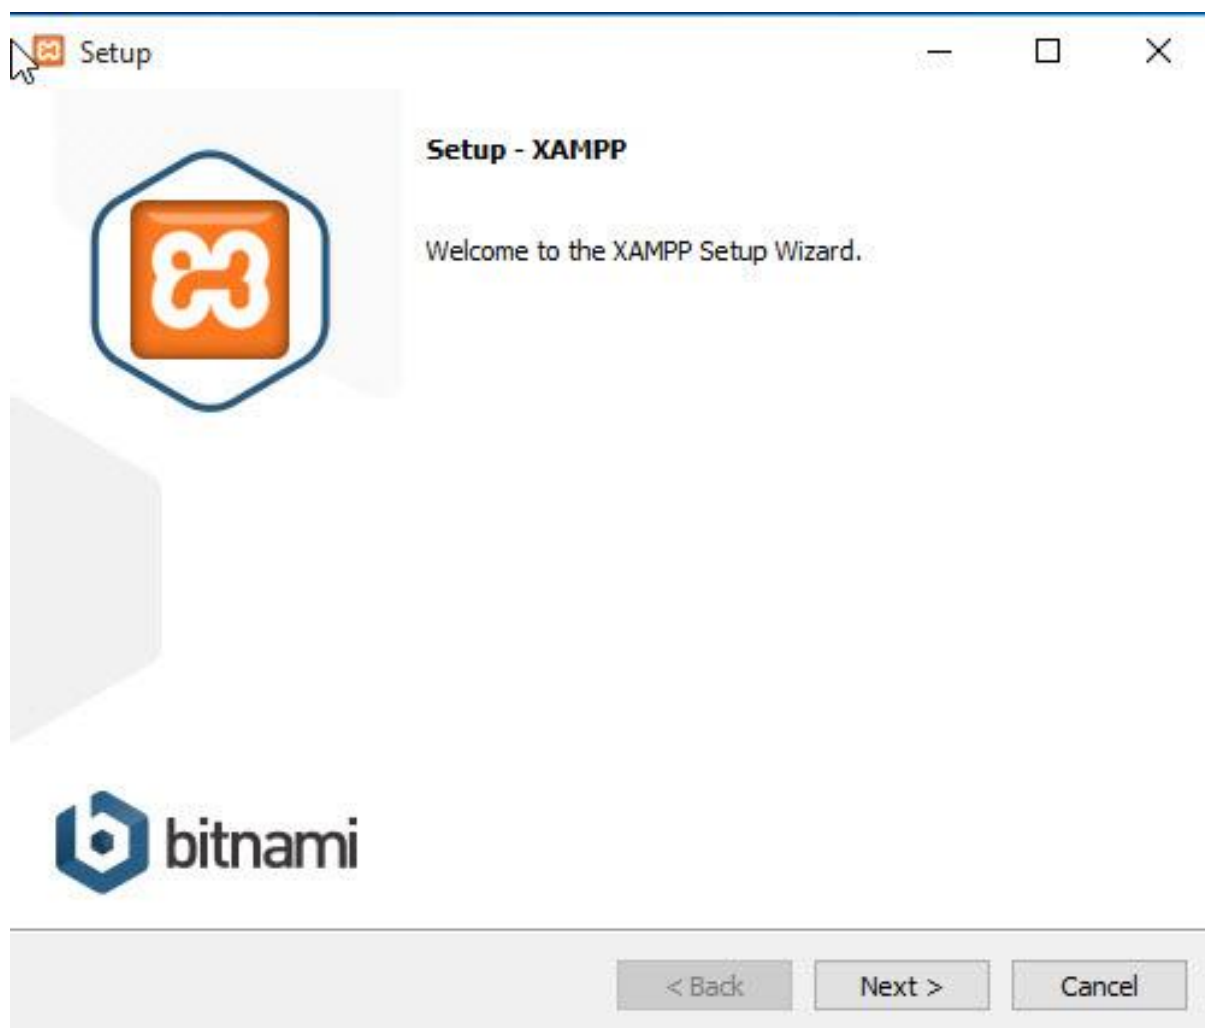 Setup
Setup - XAMPP
Welcome to the XAMPP Setup Wizard.
bitnami
< Back
Next >
Cancel